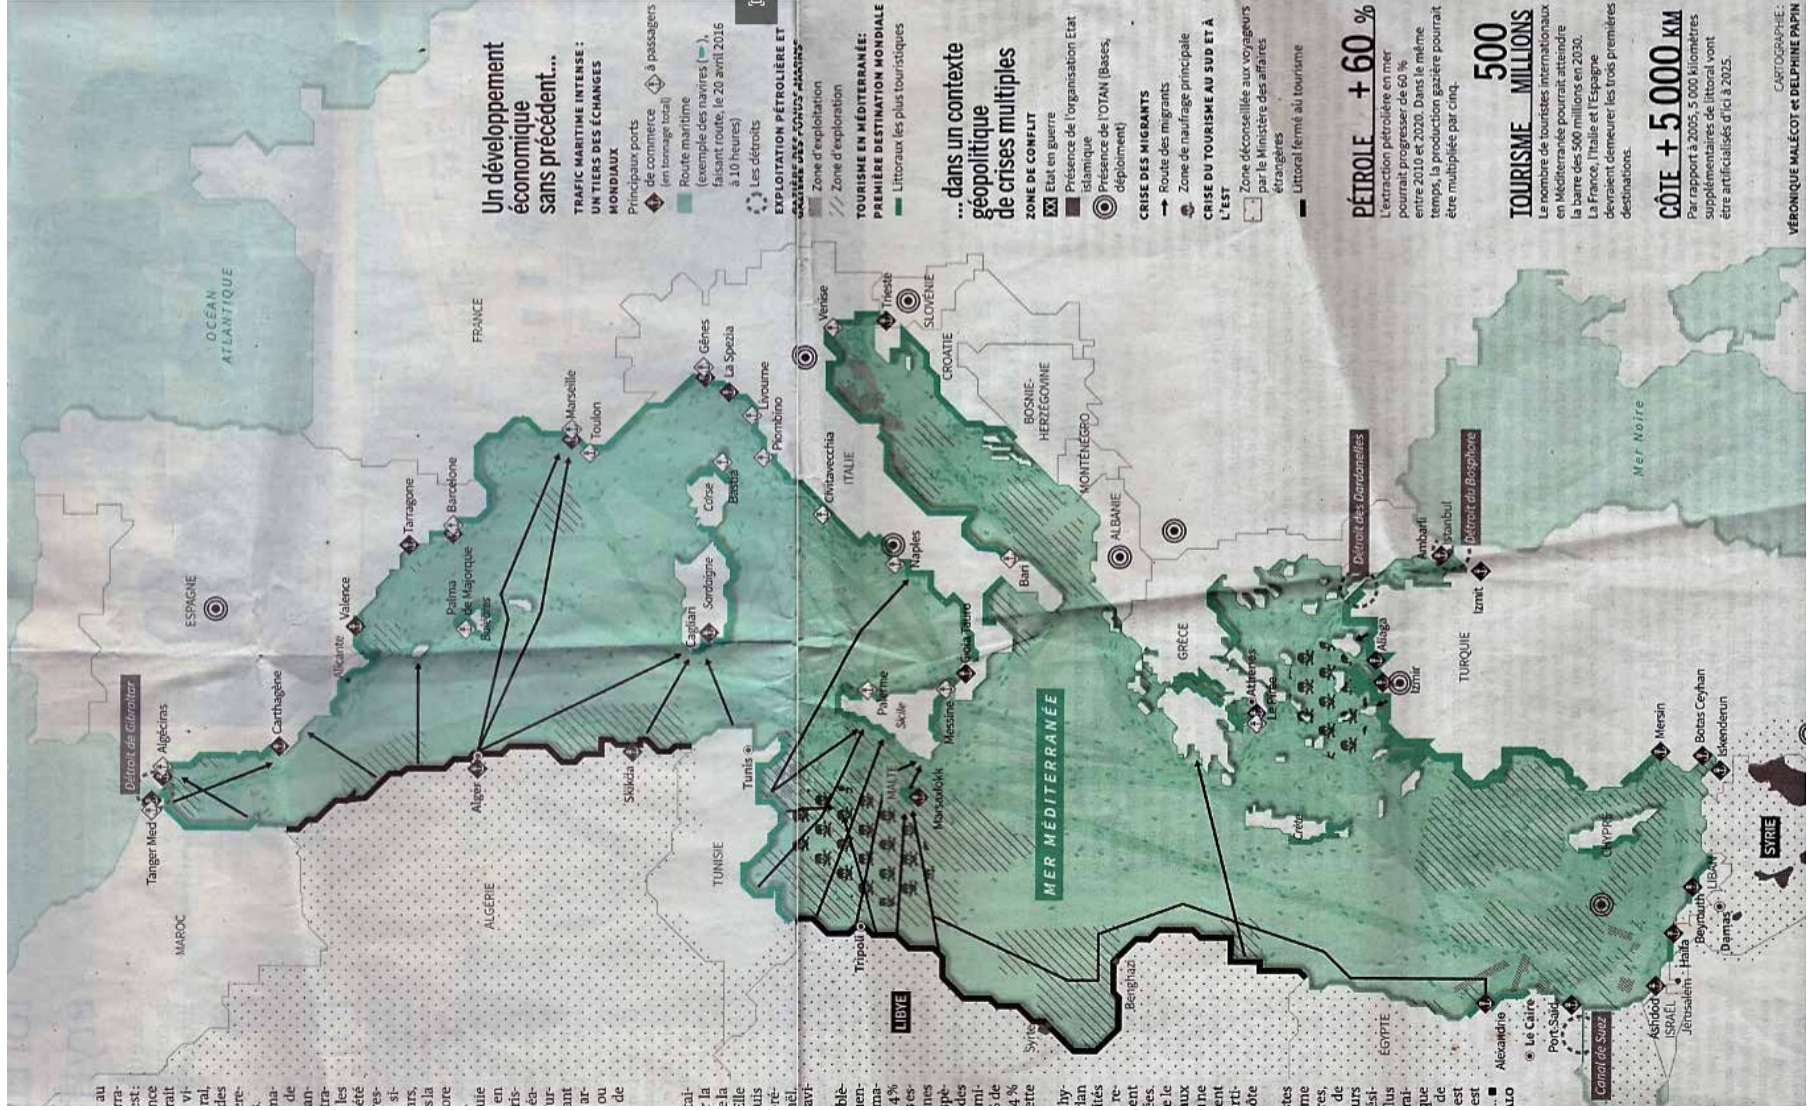 Un développement
économique
sans précédent...
TRAFIC MARITIME INTENSE :
UN TIERS DES ÉCHANGES
MONDIAUX
Principaux ports
de commerce
(en tonnage total)
à passagers
Route maritime
(exemple des navires ( ),
faisant route, le 20 avril 2016
à 10 heures)
Les détroits
EXPLOITATION PÉTROLIÈRE ET
GAZIÈRE DES FONDS MARINS
Zone d'exploitation
Zone d'exploration
TOURISME EN MÉDITERRANÉE:
PREMIÈRE DESTINATION MONDIALE
Littoraux les plus touristiques
...dans un contexte
géopolitique
de crises multiples
ZONE DE CONFLIT
XX Etat en guerre
Présence de l'organisation Etat
islamique
Présence de l'OTAN (Bases,
déploiement)
CRISE DES MIGRANTS
Route des migrants
Zone de naufrage principale
CRISE DU TOURISME AU SUD ET À
L'EST
Zone déconseillée aux voyageurs
par le Ministère des affaires
étrangères
Littoral fermé au tourisme
PÉTROLE + 60 %
L'extraction pétrolière en mer
pourrait progresser de 60 %
entre 2010 et 2020. Dans le même
temps, la production gazière pourrait
être multipliée par cinq.
500
TOURISME MILLIONS
Le nombre de touristes internationaux
en Méditerranée pourrait atteindre
la barre des 500 millions en 2030.
La France, l'Italie et l'Espagne
devraient demeurer les trois premières
destinations.
CÔTE + 5 000 KM
Par rapport à 2005, 5 000 kilomètres
supplémentaires de littoral vont
être artificialisés d'ici à 2025.
CARTOGRAPHIE :
VÉRONIQUE MALÉCOT et DELPHINE PAPIN
OCÉAN
ATLANTIQUE
FRANCE
ESPAGNE
Détroit de Gibraltar
Algéciras
Tanger Med
MAROC
Carthagène
Alicante
Valence
Tarragone
Barcelone
Palma
de Majorque
Baléares
Marseille
Toulon
Gênes
La Spezia
Livourne
Piombino
Bastia
Corse
Sardaigne
Cagliari
Alger
Skikda
ALGÉRIE
Tunis
TUNISIE
Venise
Trieste
SLOVÉNIE
CROATIE
BOSNIE-
HERZÉGOVINE
MONTÉNÉGRO
ALBANIE
ITALIE
Civitavecchia
Naples
Bari
Gioia Tauro
Palerme
Sicile
Messine
MALTE
Marsaxlokk
MER MÉDITERRANÉE
Tripoli
LIBYE
Syrte
Benghazi
GRÈCE
Athènes
Le Pirée
Crète
Détroit des Dardanelles
Détroit du Bosphore
Ambarli
Istanbul
Izmit
Mer Noire
Aliaga
Izmir
TURQUIE
Mersin
Botas Ceyhan
Iskenderun
CHYPRE
SYRIE
LIBAN
Beyrouth
Damas
Haïfa
Ashdod
ISRAËL
Jérusalem
ÉGYPTE
Alexandrie
Le Caire
Port-Saïd
Canal de Suez